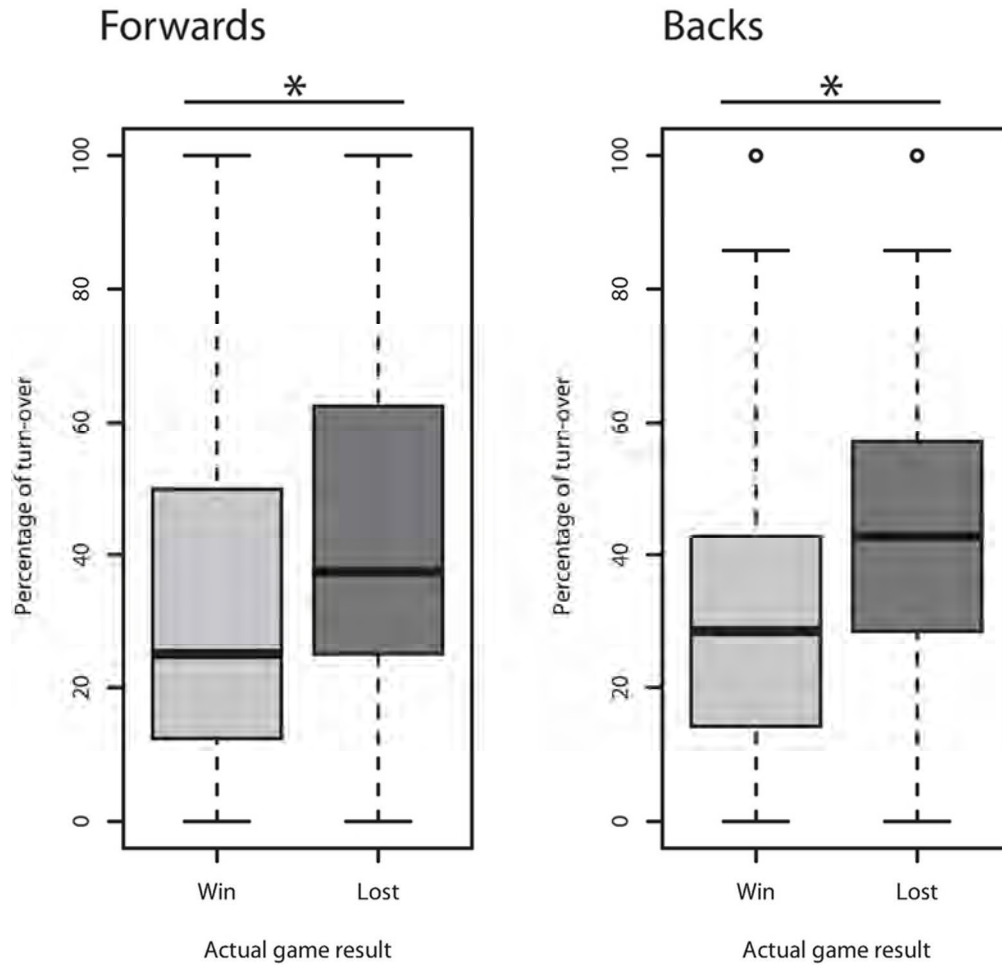 Forwards
*
Percentage of turn-over
100
80
60
40
20
0
Win Lost
Actual game result
Backs
*
Percentage of turn-over
100
80
60
40
20
0
Win Lost
Actual game result